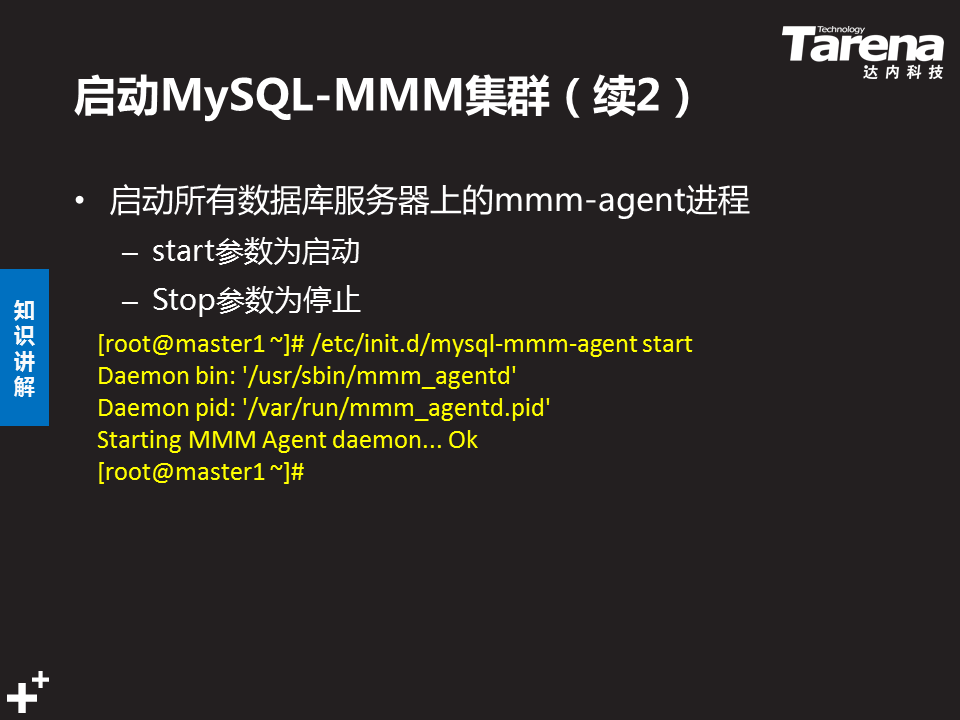 Technology
Tarena
达内科技
启动MySQL-MMM集群（续2）
• 启动所有数据库服务器上的mmm-agent进程
– start参数为启动
– Stop参数为停止
知识讲解
[root@master1 ~]# /etc/init.d/mysql-mmm-agent start
Daemon bin: '/usr/sbin/mmm_agentd'
Daemon pid: '/var/run/mmm_agentd.pid'
Starting MMM Agent daemon... Ok
[root@master1 ~]#